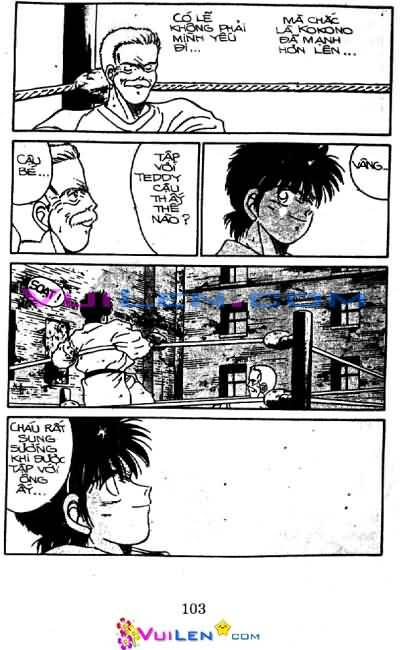 CÓ LẼ
KHÔNG PHẢI
MÌNH YẾU
ĐI...
MÀ CHẮC
LÀ KOKONO
ĐÃ MẠNH
HƠN LÊN...
CẬU
BÉ...
TẬP
VỚI
TEDDY
CẬU
THẤY
THẾ
NÀO?
VÂNG...
SOẠT
VUILEN.COM
CHÁU RẤT
SUNG
SƯỚNG
KHI ĐƯỢC
TẬP VỚI
ÔNG
ẤY...
103
VUILEN.COM